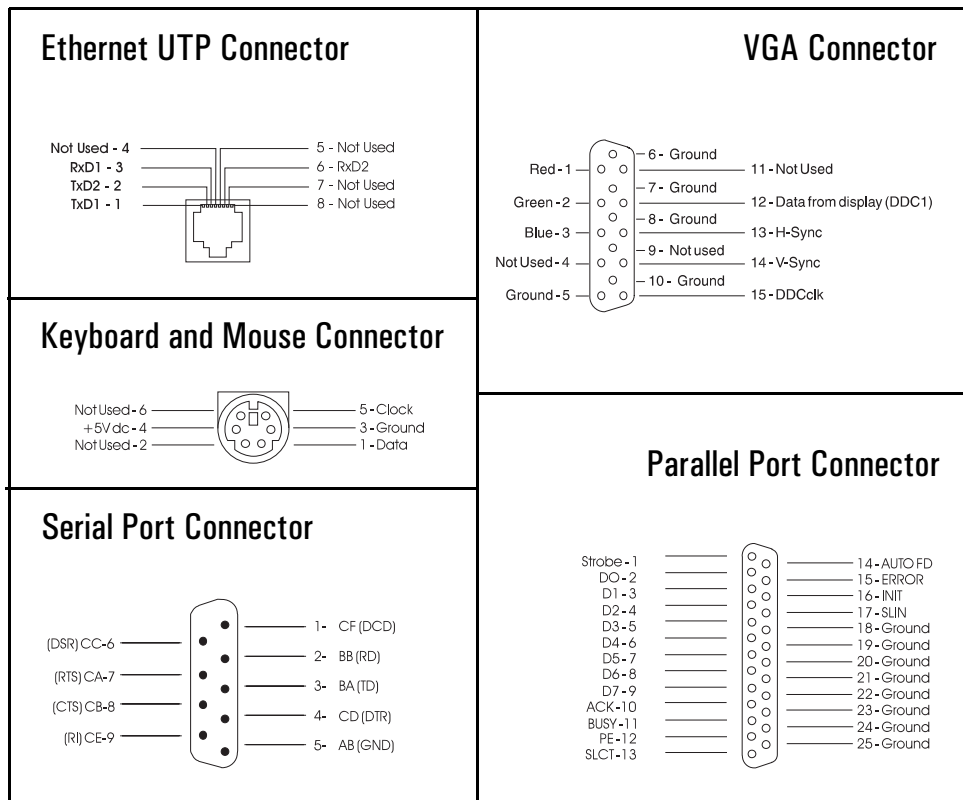 Ethernet UTP Connector
Not Used - 4
RxD1 - 3
TxD2 - 2
TxD1 - 1
5 - Not Used
6 - RxD2
7 - Not Used
8 - Not Used
Keyboard and Mouse Connector
Not Used - 6
+5V dc - 4
Not Used - 2
5 - Clock
3 - Ground
1 - Data
Serial Port Connector
(DSR) CC-6
(RTS) CA-7
(CTS) CB-8
(RI) CE-9
1- CF (DCD)
2- BB (RD)
3- BA (TD)
4- CD (DTR)
5- AB (GND)
VGA Connector
Red - 1
Green - 2
Blue - 3
Not Used - 4
Ground - 5
6 - Ground
7 - Ground
8 - Ground
9 - Not used
10 - Ground
11 - Not Used
12 - Data from display (DDC1)
13 - H-Sync
14 - V-Sync
15 - DDCclk
Parallel Port Connector
Strobe - 1
DO - 2
D1 - 3
D2 - 4
D3 - 5
D4 - 6
D5 - 7
D6 - 8
D7 - 9
ACK - 10
BUSY - 11
PE - 12
SLCT - 13
14 - AUTO FD
15 - ERROR
16 - INIT
17 - SLIN
18 - Ground
19 - Ground
20 - Ground
21 - Ground
22 - Ground
23 - Ground
24 - Ground
25 - Ground